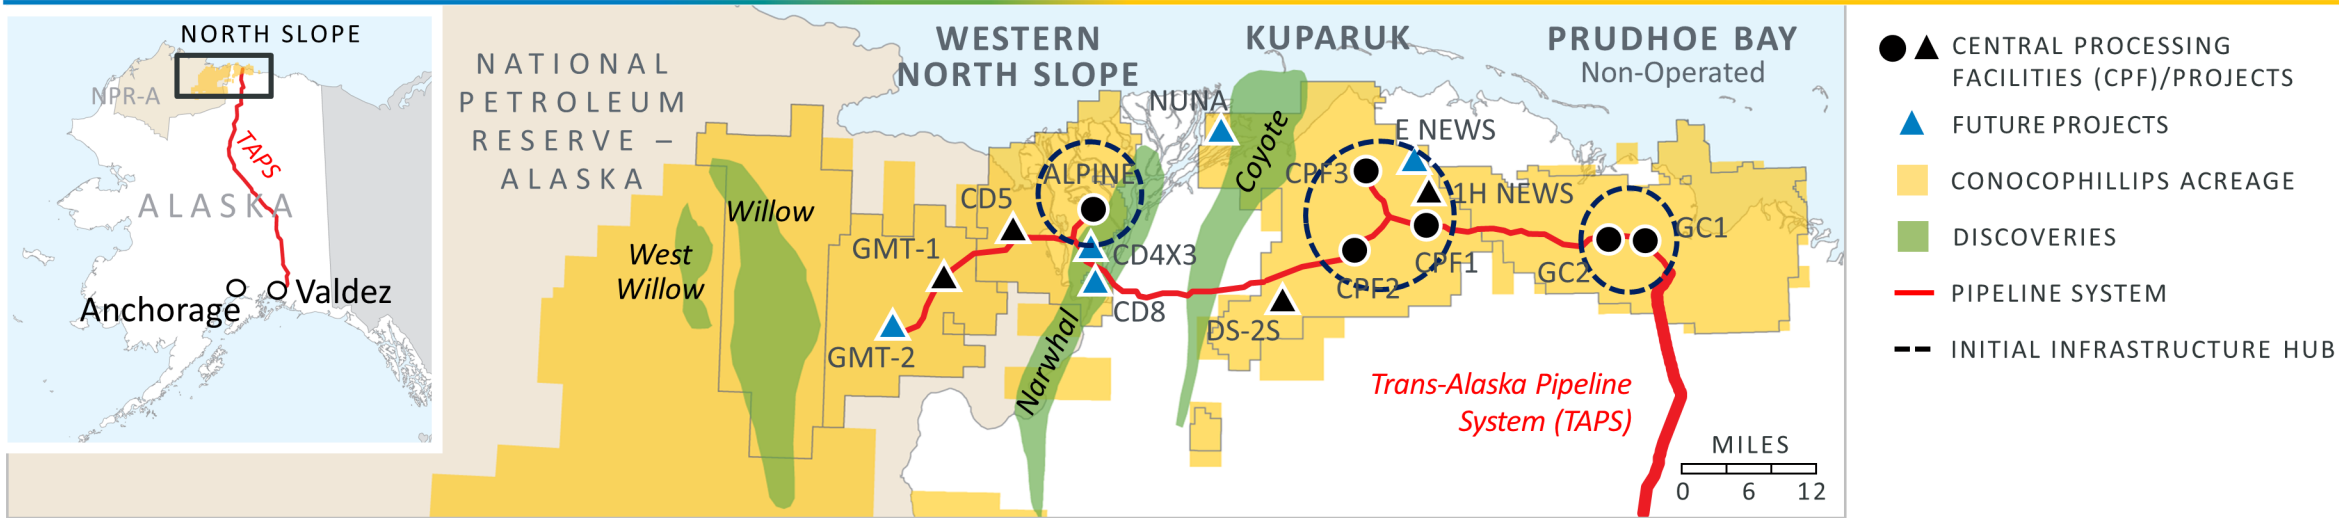 NORTH SLOPE
NPR-A
TAPS
ALASKA
Anchorage
Valdez
NATIONAL
PETROLEUM
RESERVE –
ALASKA
WESTERN
NORTH SLOPE
KUPARUK
PRUDHOE BAY
Non-Operated
NUNA
Coyote
E NEWS
ALPINE
CPF3
1H NEWS
CD5
Willow
GC1
GMT-1
West
Willow
CD4X3
CPF1
GC2
CPF2
CD8
DS-2S
GMT-2
Narwhal
Trans-Alaska Pipeline
System (TAPS)
MILES
0 6 12
CENTRAL PROCESSING
FACILITIES (CPF)/PROJECTS
FUTURE PROJECTS
CONOCOPHILLIPS ACREAGE
DISCOVERIES
PIPELINE SYSTEM
INITIAL INFRASTRUCTURE HUB